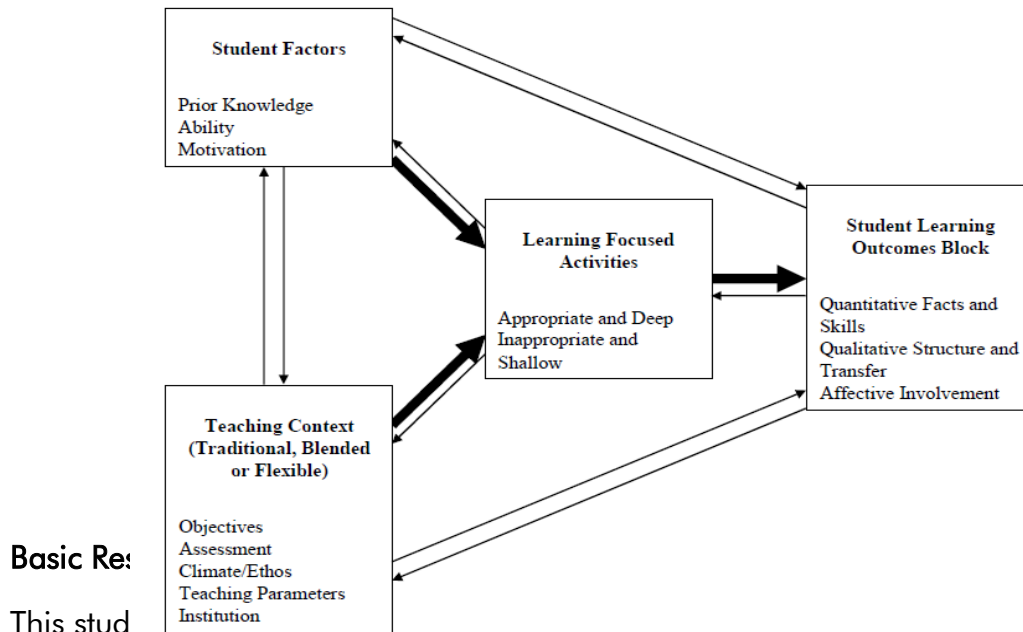 Student Factors
Prior Knowledge
Ability
Motivation
Learning Focused
Activities
Appropriate and Deep
Inappropriate and
Shallow
Student Learning
Outcomes Block
Quantitative Facts and
Skills
Qualitative Structure and
Transfer
Affective Involvement
Teaching Context
(Traditional, Blended
or Flexible)
Objectives
Assessment
Climate/Ethos
Teaching Parameters
Institution
Basic
This